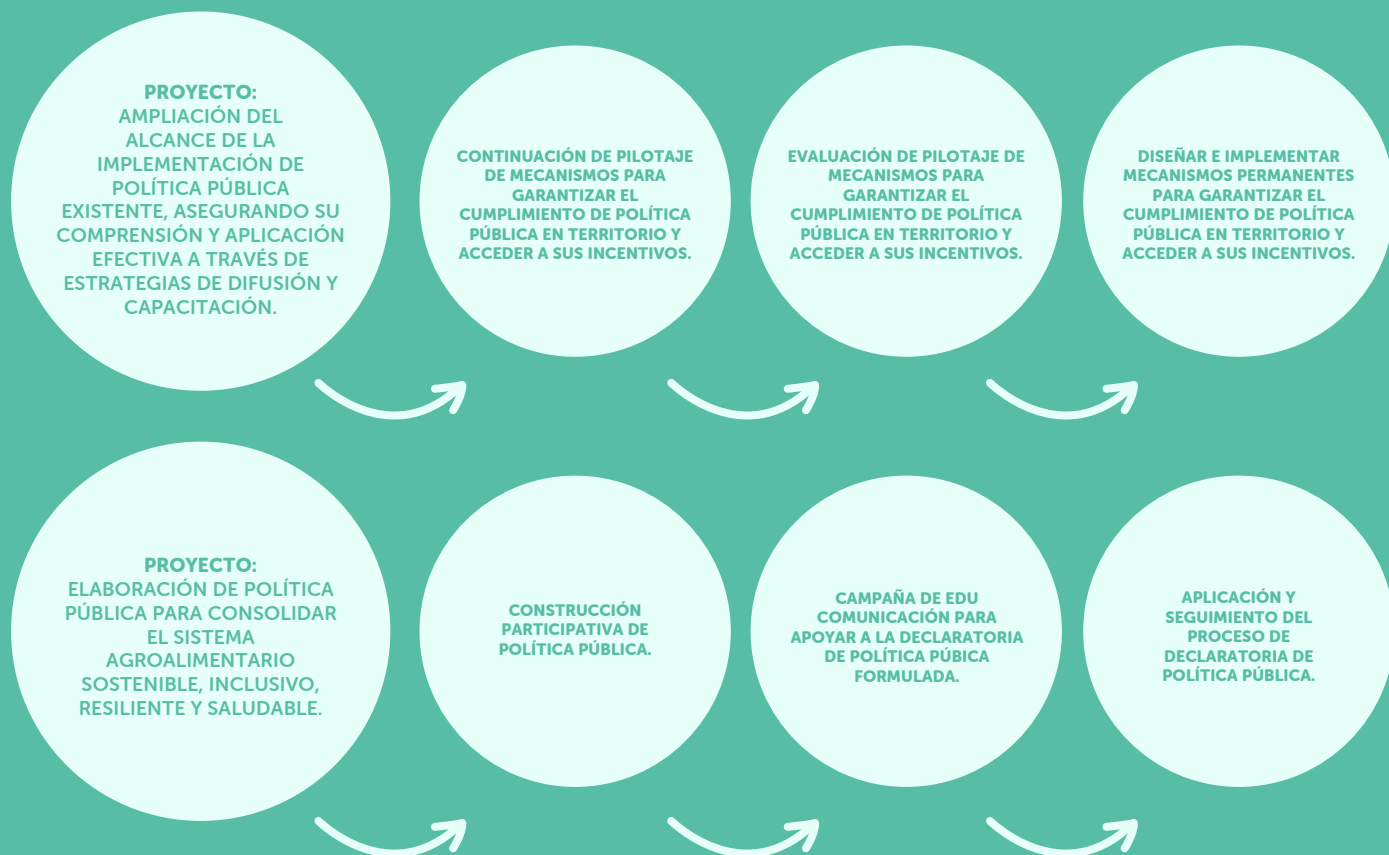 PROYECTO:
AMPLIACIÓN DEL
ALCANCE DE LA
IMPLEMENTACIÓN DE
POLÍTICA PÚBLICA
EXISTENTE, ASEGURANDO SU
COMPRENSIÓN Y APLICACIÓN
EFECTIVA A TRAVÉS DE
ESTRATEGIAS DE DIFUSIÓN Y
CAPACITACIÓN.
CONTINUACIÓN DE PILOTAJE
DE MECANISMOS PARA
GARANTIZAR EL
CUMPLIMIENTO DE POLÍTICA
PÚBLICA EN TERRITORIO Y
ACCEDER A SUS INCENTIVOS.
EVALUACIÓN DE PILOTAJE DE
MECANISMOS PARA
GARANTIZAR EL
CUMPLIMIENTO DE POLÍTICA
PÚBLICA EN TERRITORIO Y
ACCEDER A SUS INCENTIVOS.
DISEÑAR E IMPLEMENTAR
MECANISMOS PERMANENTES
PARA GARANTIZAR EL
CUMPLIMIENTO DE POLÍTICA
PÚBLICA EN TERRITORIO Y
ACCEDER A SUS INCENTIVOS.
PROYECTO:
ELABORACIÓN DE POLÍTICA
PÚBLICA PARA CONSOLIDAR
EL SISTEMA
AGROALIMENTARIO
SOSTENIBLE, INCLUSIVO,
RESILIENTE Y SALUDABLE.
CONSTRUCCIÓN
PARTICIPATIVA DE
POLÍTICA PÚBLICA.
CAMPAÑA DE EDU
COMUNICACIÓN PARA
APOYAR A LA DECLARATORIA
DE POLÍTICA PÚBICA
FORMULADA.
APLICACIÓN Y
SEGUIMIENTO DEL
PROCESO DE
DECLARATORIA DE
POLÍTICA PÚBLICA.